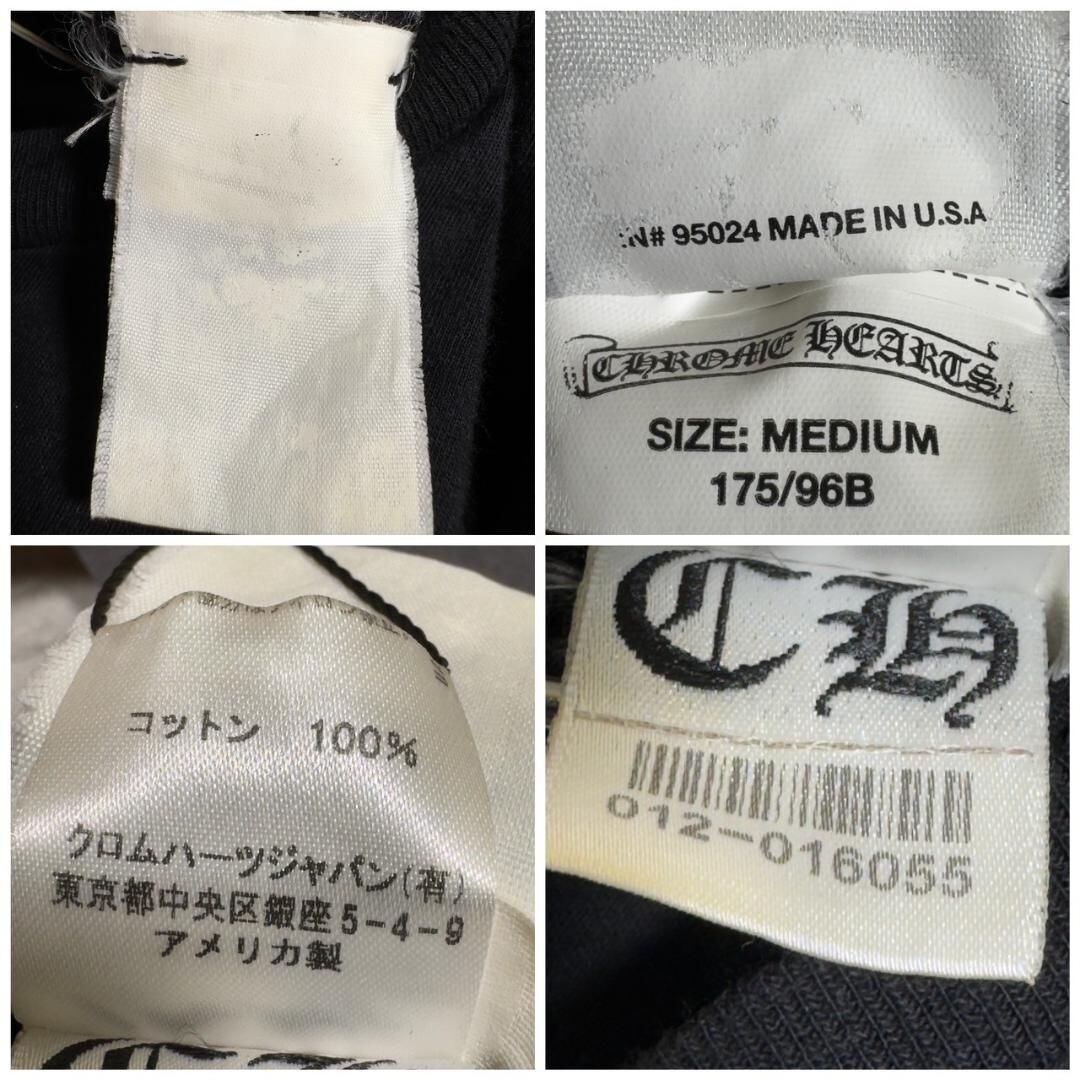 N# 95024 MADE IN U.S.A
CHROME HEARTS
SIZE: MEDIUM
175/96B
コットン 100%
クロムハーツジャパン(有)
東京都中央区銀座5-4-9
アメリカ製
CH
012-016055